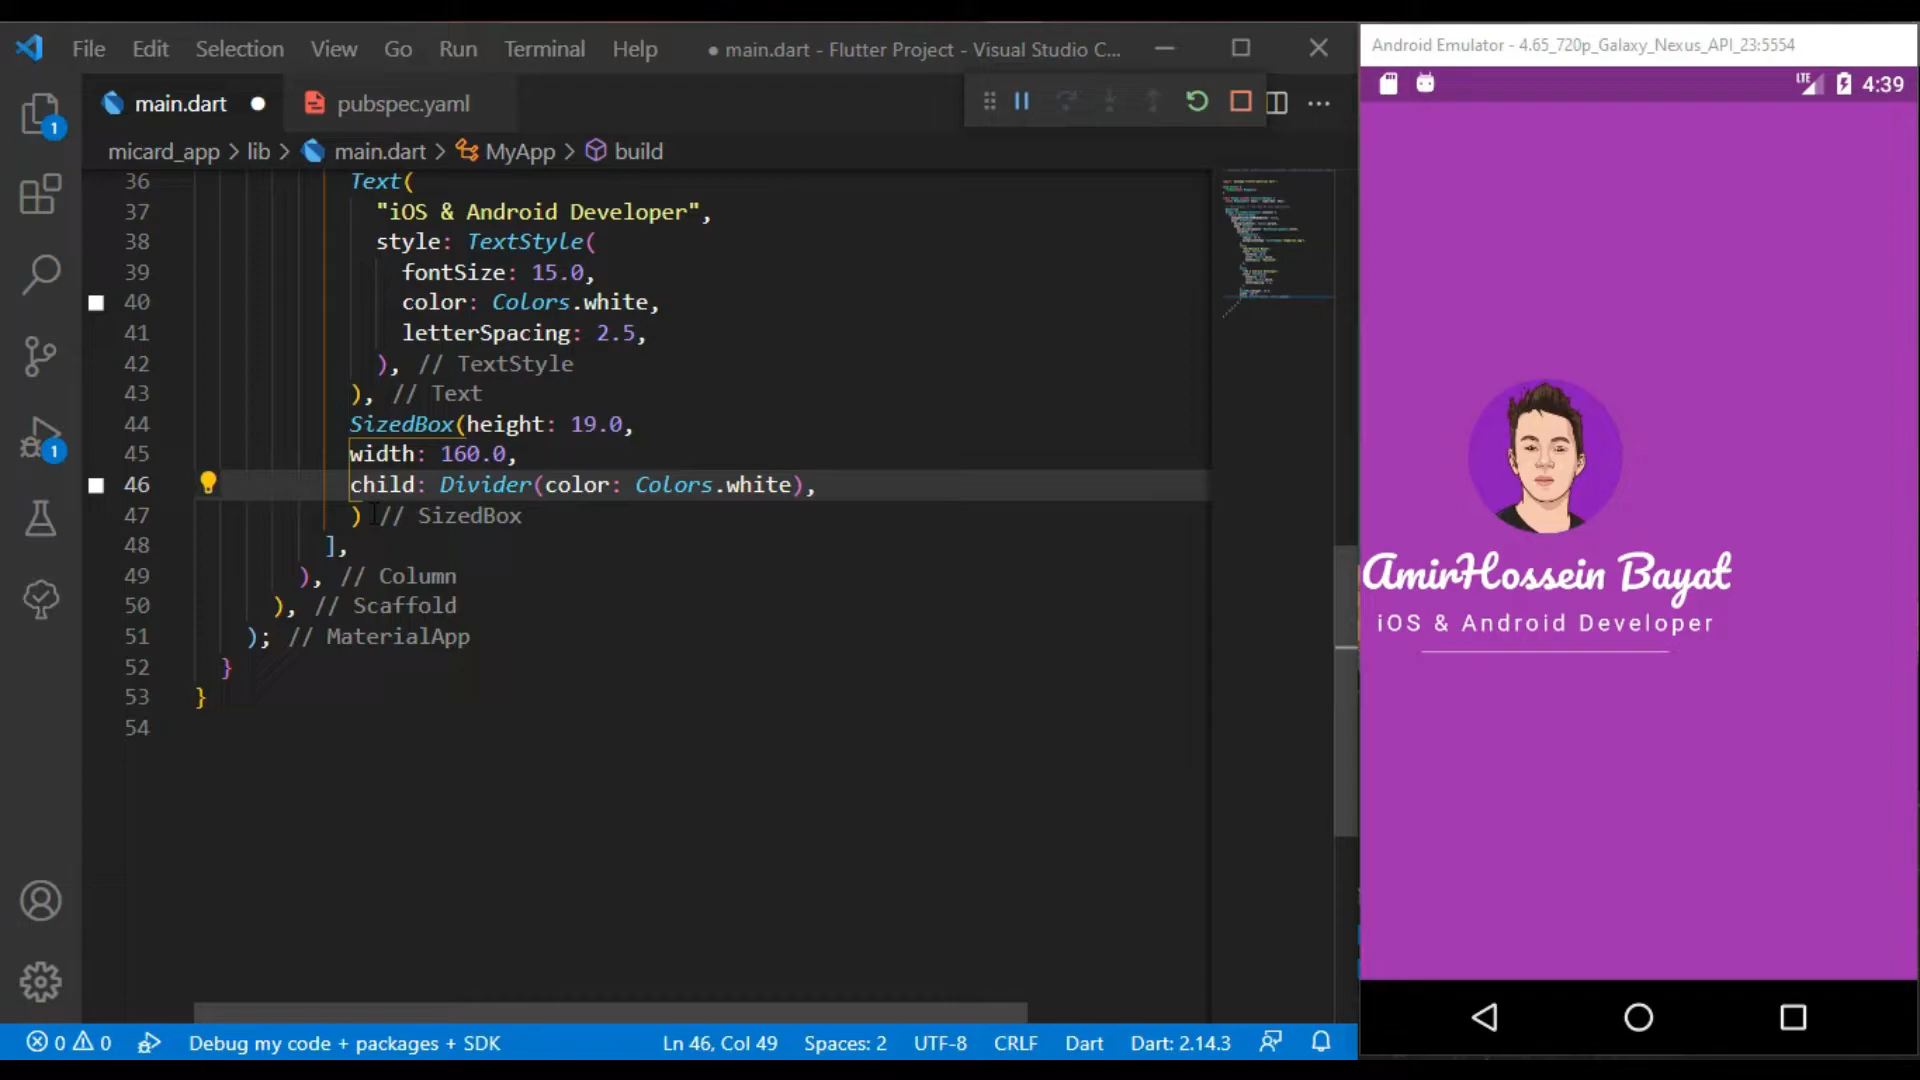 File Edit Selection View Go Run Terminal Help ● main.dart - Flutter Project - Visual Studio C...
Android Emulator - 4.65_720p_Galaxy_Nexus_API_23:5554
LTE 4:39
main.dart pubspec.yaml
micard_app > lib > main.dart > MyApp > build
36 Text(
37 "iOS & Android Developer",
38 style: TextStyle(
39 fontSize: 15.0,
40 color: Colors.white,
41 letterSpacing: 2.5,
42 ), // TextStyle
43 ), // Text
44 SizedBox(height: 19.0,
45 width: 160.0,
46 child: Divider(color: Colors.white),
47 ) // SizedBox
48 ],
49 ), // Column
50 ), // Scaffold
51 ); // MaterialApp
52 }
53 }
54
1
1
AmirHossein Bayat
iOS & Android Developer
0 0 Debug my code + packages + SDK Ln 46, Col 49 Spaces: 2 UTF-8 CRLF Dart Dart: 2.14.3